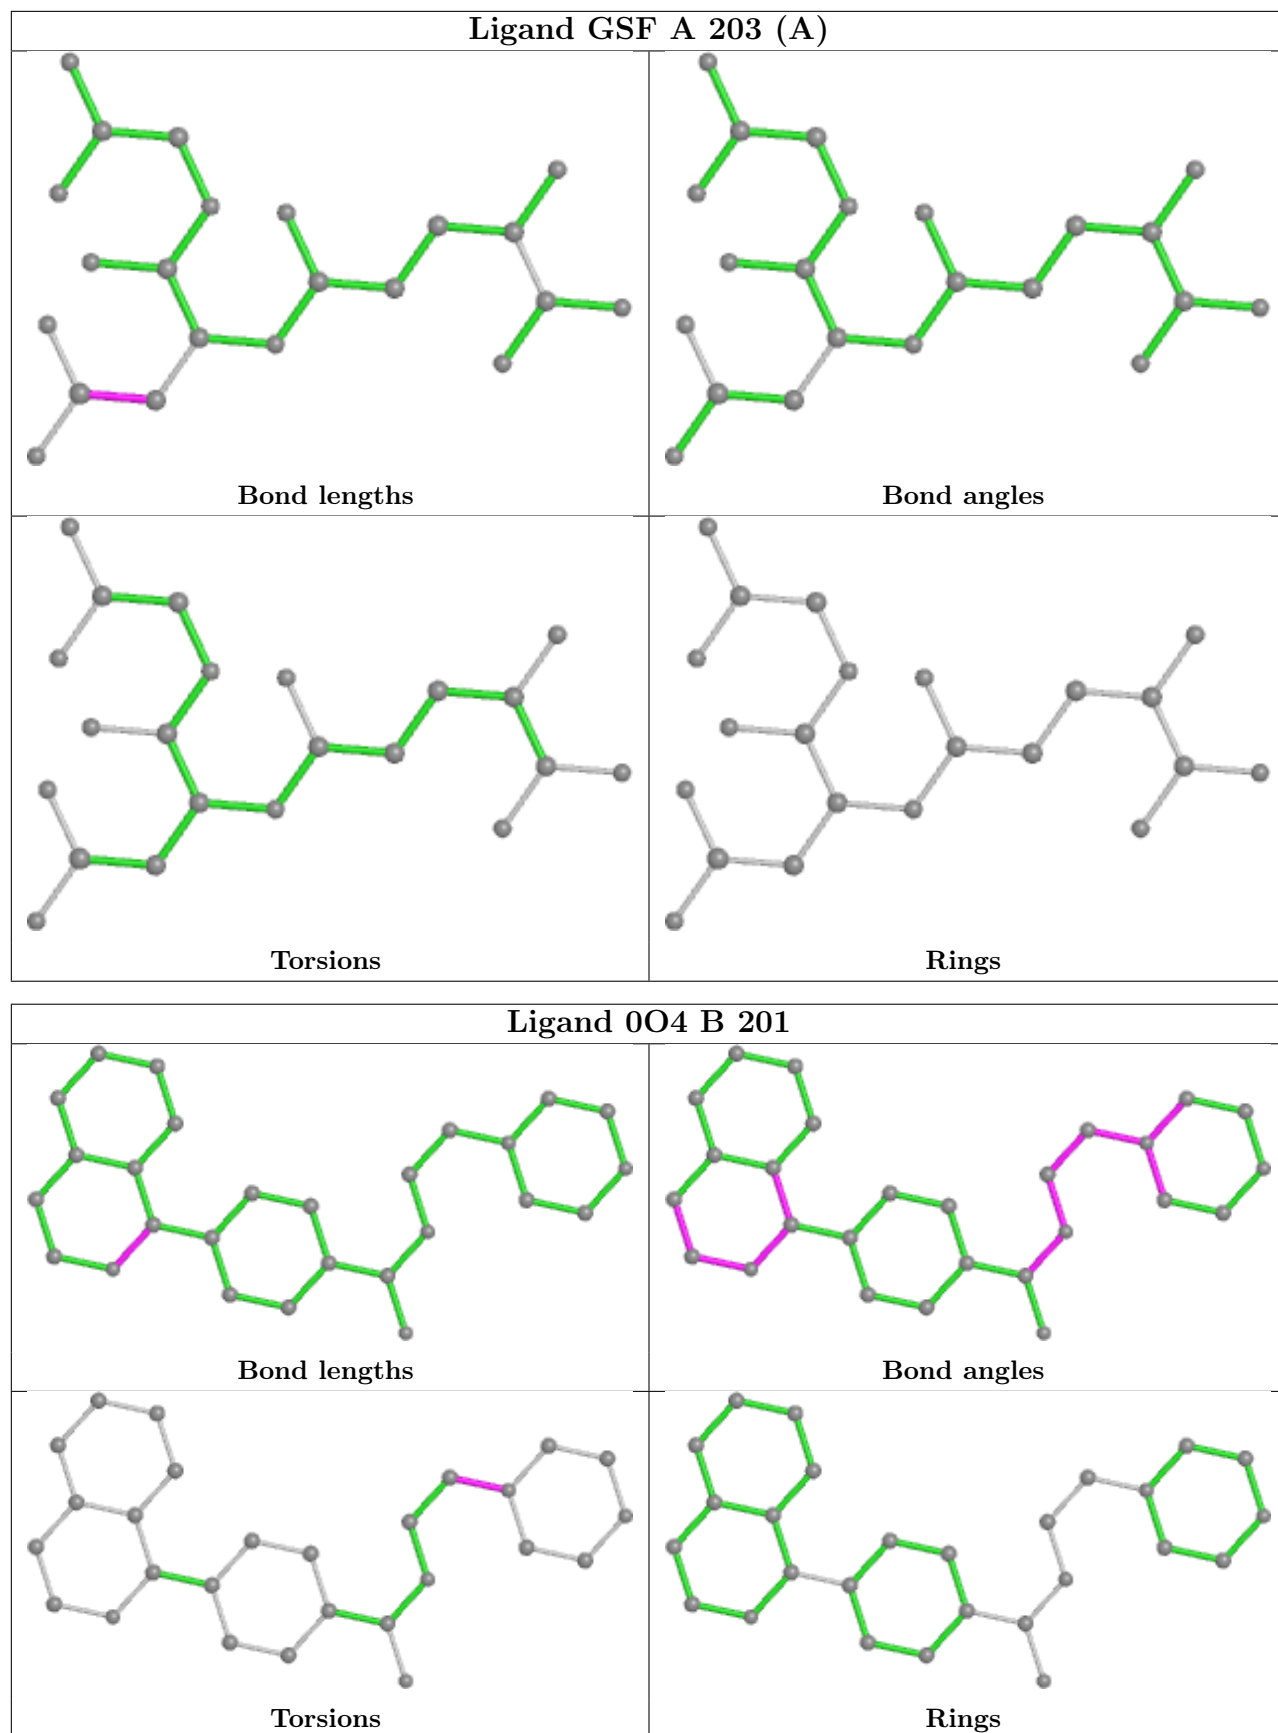 Ligand GSF A 203 (A)
Bond lengths
Bond angles
Torsions
Rings
Ligand 0O4 B 201
Bond lengths
Bond angles
Torsions
Rings